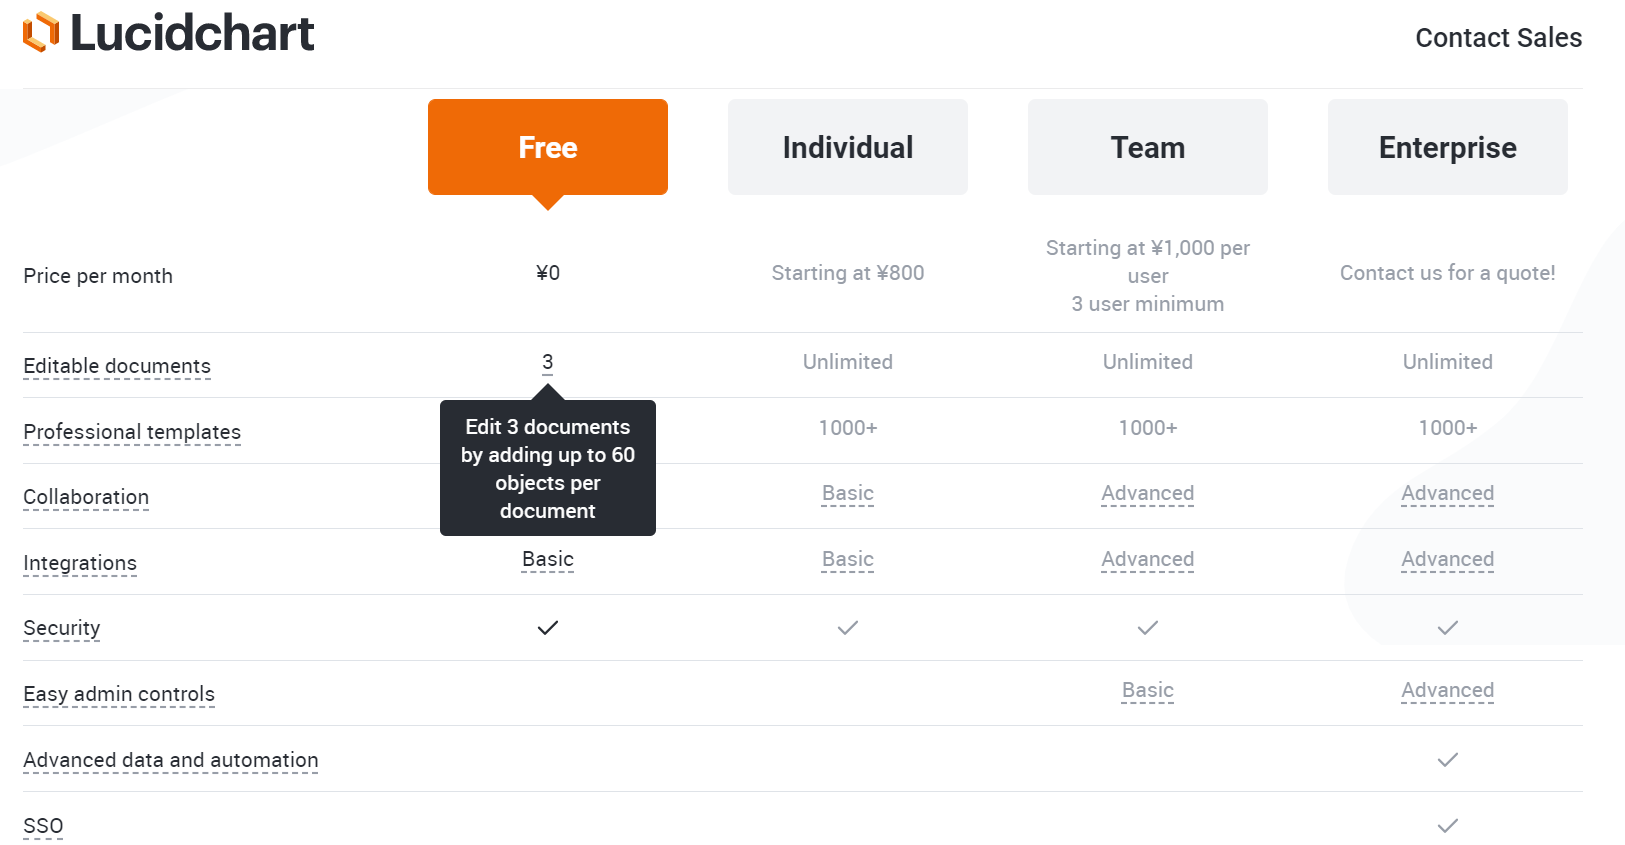 Lucidchart
Contact Sales
Free
Individual
Team
Enterprise
Price per month
¥0
Starting at ¥800
Starting at ¥1,000 per
user
3 user minimum
Contact us for a quote!
Editable documents
3
Unlimited
Unlimited
Unlimited
Edit 3 documents
by adding up to 60
objects per
document
Professional templates
1000+
1000+
1000+
Collaboration
Basic
Advanced
Advanced
Integrations
Basic
Basic
Advanced
Advanced
Security
Easy admin controls
Basic
Advanced
Advanced data and automation
SSO